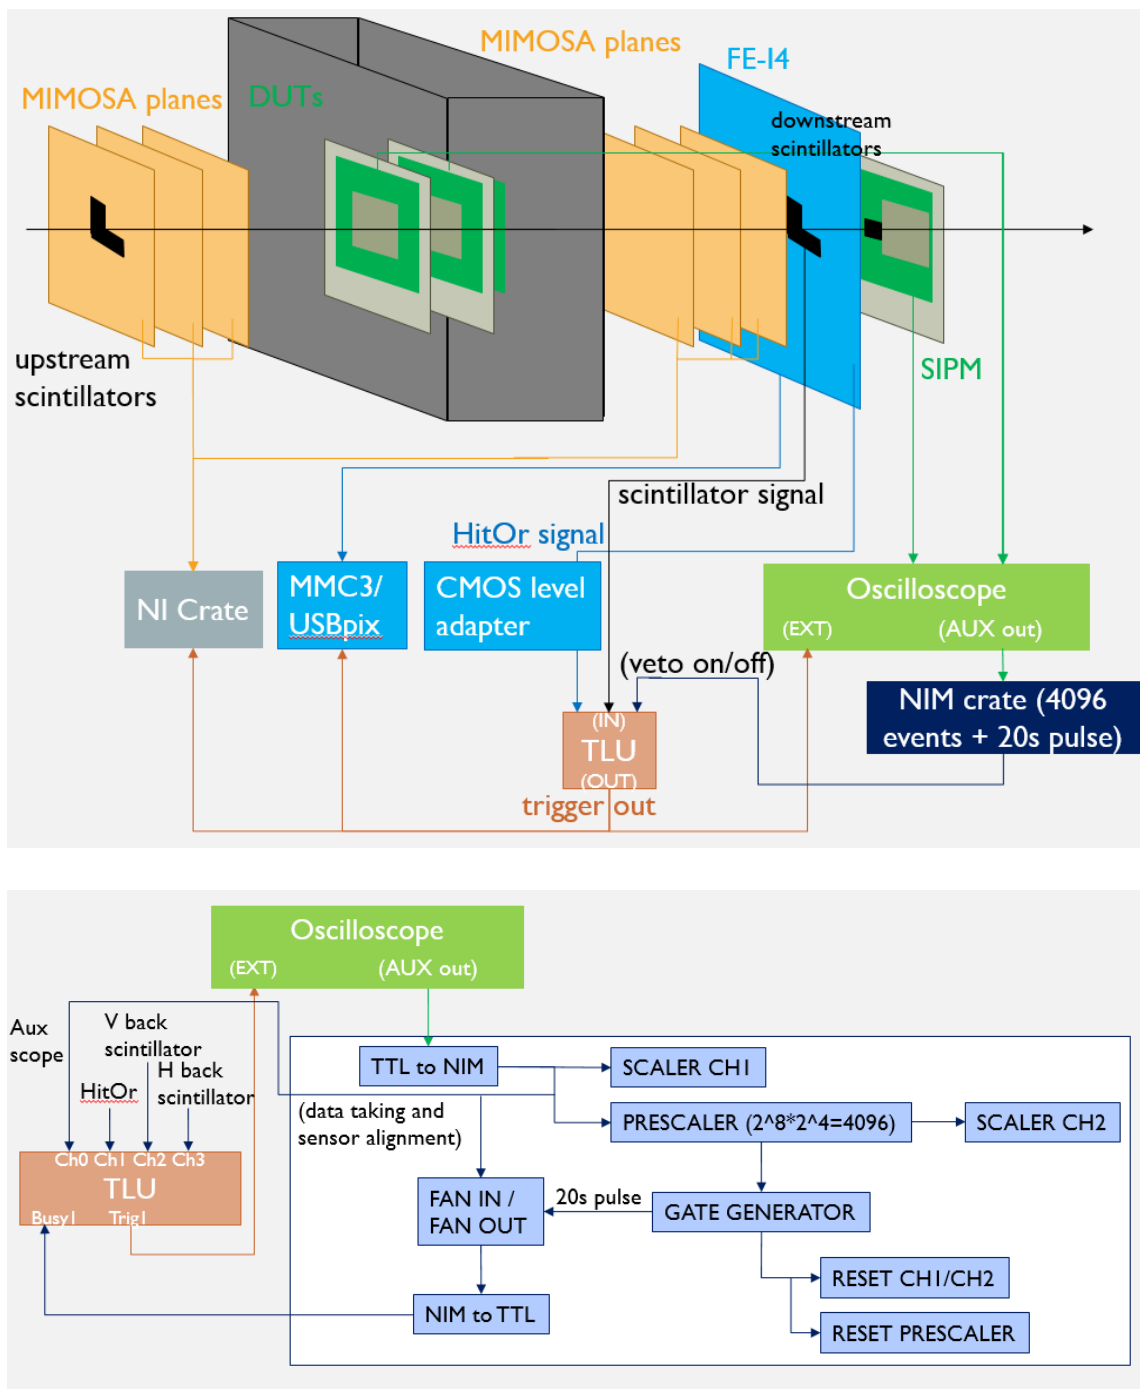 MIMOSA planes
FE-I4
MIMOSA planes
DUTs
downstream
scintillators
upstream
scintillators
SIPM
scintillator signal
HitOr signal
NI Crate
MMC3/
USBpix
CMOS level
adapter
Oscilloscope
(EXT)
(AUX out)
(veto on/off)
NIM crate (4096
events + 20s pulse)
(IN)
TLU
(OUT)
trigger out
Oscilloscope
(EXT)
(AUX out)
Aux
scope
V back
scintillator
H back
scintillator
HitOr
TTL to NIM
SCALER CH1
(data taking and
sensor alignment)
PRESCALER (2^8*2^4=4096)
SCALER CH2
Ch0 Ch1 Ch2 Ch3
TLU
Busy1
Trig1
FAN IN /
FAN OUT
20s pulse
GATE GENERATOR
RESET CH1/CH2
NIM to TTL
RESET PRESCALER